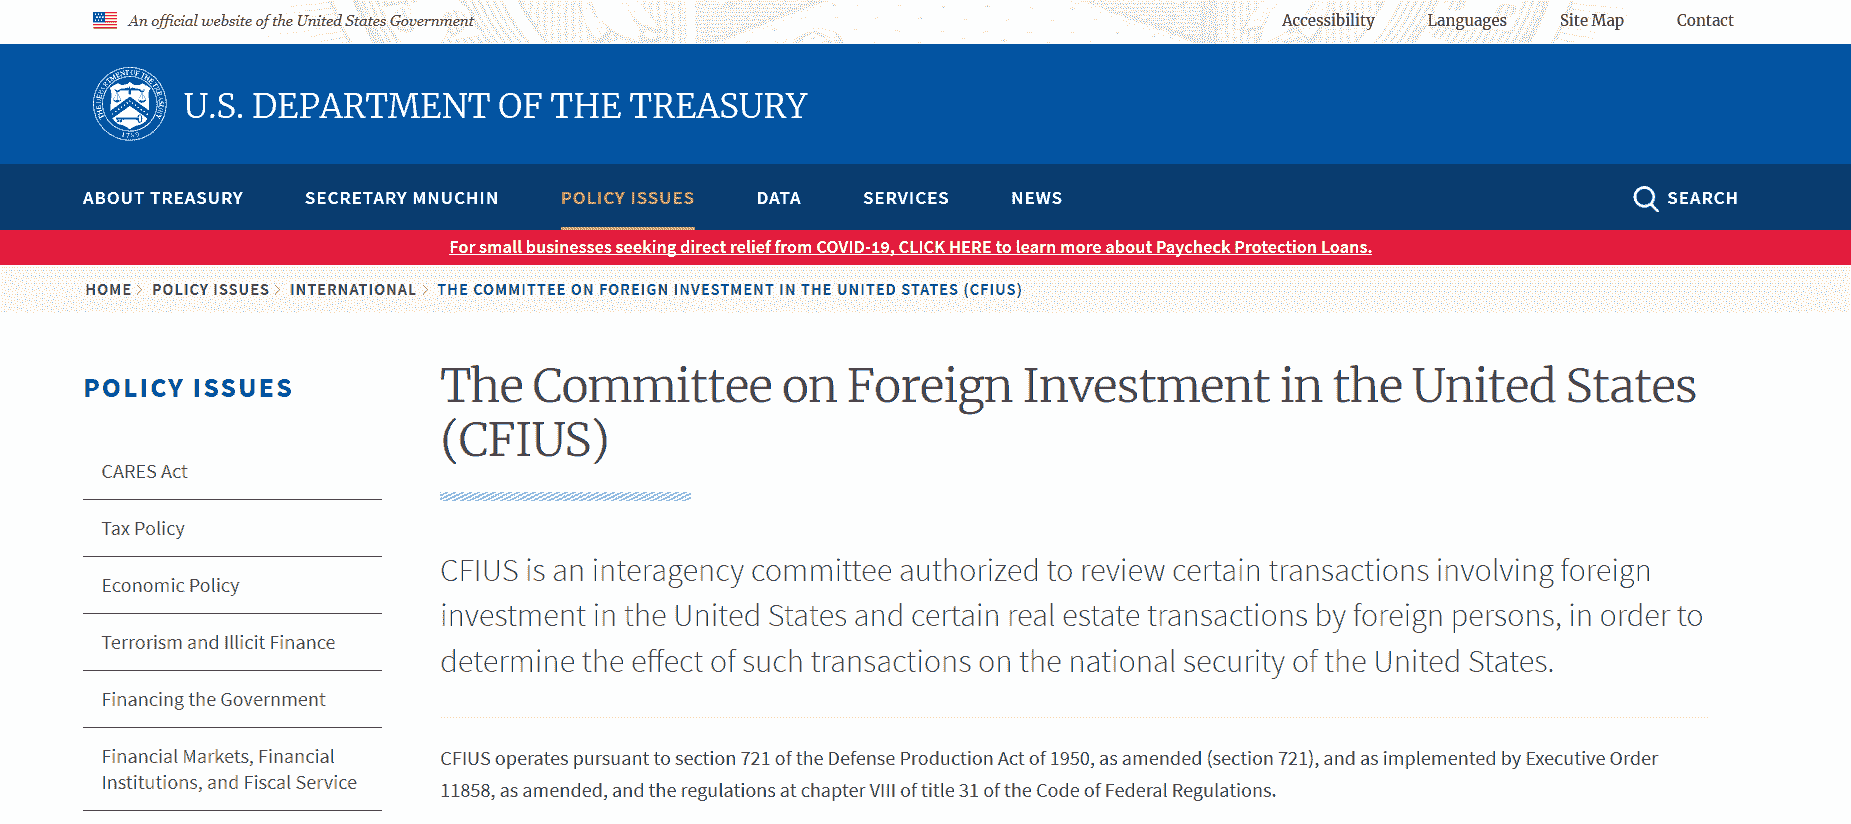 An official website of the United States Government
Accessibility Languages Site Map Contact
THE DEPARTMENT OF THE TREASURY 1789
U.S. DEPARTMENT OF THE TREASURY
ABOUT TREASURY SECRETARY MNUCHIN POLICY ISSUES DATA SERVICES NEWS SEARCH
For small businesses seeking direct relief from COVID-19, CLICK HERE to learn more about Paycheck Protection Loans.
HOME > POLICY ISSUES > INTERNATIONAL > THE COMMITTEE ON FOREIGN INVESTMENT IN THE UNITED STATES (CFIUS)
POLICY ISSUES
CARES Act
Tax Policy
Economic Policy
Terrorism and Illicit Finance
Financing the Government
Financial Markets, Financial
Institutions, and Fiscal Service
The Committee on Foreign Investment in the United States
(CFIUS)
CFIUS is an interagency committee authorized to review certain transactions involving foreign
investment in the United States and certain real estate transactions by foreign persons, in order to
determine the effect of such transactions on the national security of the United States.
CFIUS operates pursuant to section 721 of the Defense Production Act of 1950, as amended (section 721), and as implemented by Executive Order
11858, as amended, and the regulations at chapter VIII of title 31 of the Code of Federal Regulations.